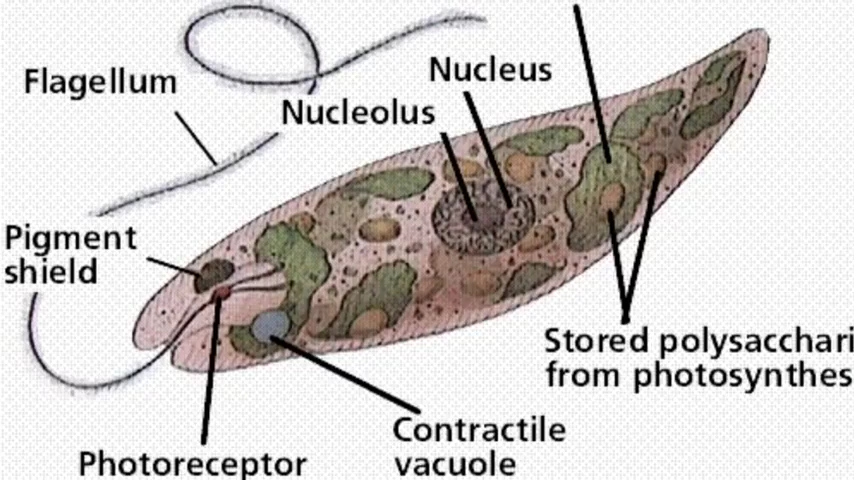 Flagellum
Nucleus
Nucleolus
Pigment
shield
Stored polysacchari
from photosynthes
Contractile
vacuole
Photoreceptor